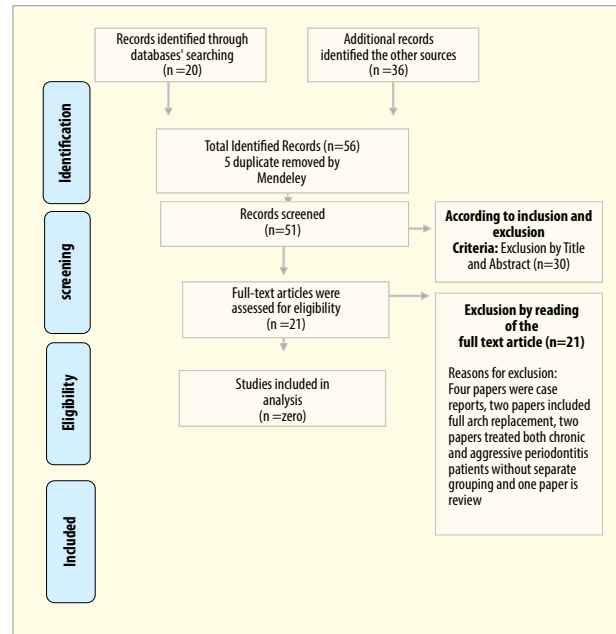 Records identified through
databases' searching
(n =20)
Additional records
identified the other sources
(n =36)
Identification
Total Identified Records (n=56)
5 duplicate removed by
Mendeley
screening
Records screened
(n=51)
According to inclusion and
exclusion
Criteria: Exclusion by Title
and Abstract (n=30)
Full-text articles were
assessed for eligibility
(n =21)
Exclusion by reading
of the
full text article (n=21)
Reasons for exclusion:
Four papers were case
reports, two papers included
full arch replacement, two
papers treated both chronic
and aggressive periodontitis
patients without separate
grouping and one paper is
review
Eligibility
Studies included in
analysis
(n =zero)
Included